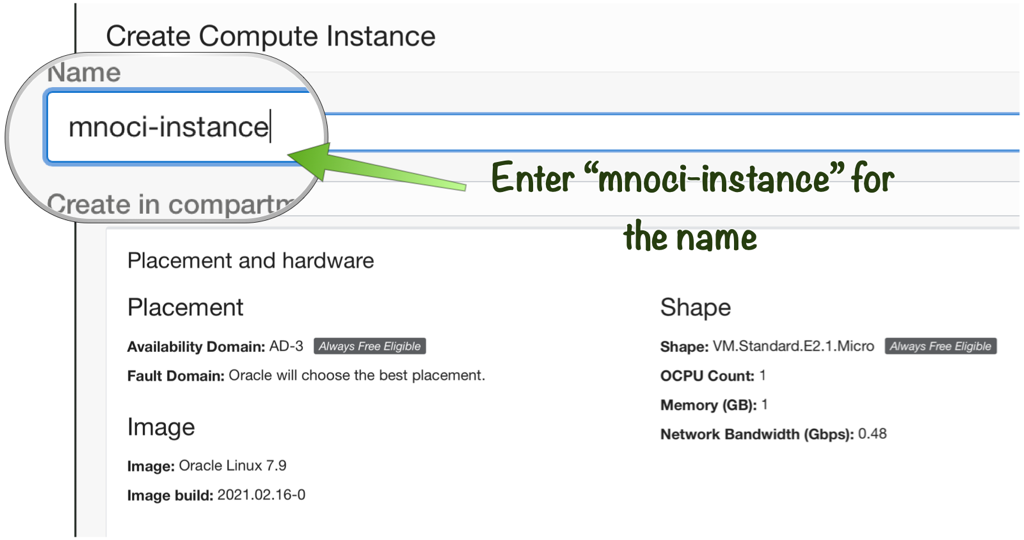 Create Compute Instance
Name
mnoci-instance
Enter “mnoci-instance” for
the name
Create in compartm
Placement and hardware
Placement
Availability Domain: AD-3 Always Free Eligible
Fault Domain: Oracle will choose the best placement.
Image
Image: Oracle Linux 7.9
Image build: 2021.02.16-0
Shape
Shape: VM.Standard.E2.1.Micro Always Free Eligible
OCPU Count: 1
Memory (GB): 1
Network Bandwidth (Gbps): 0.48